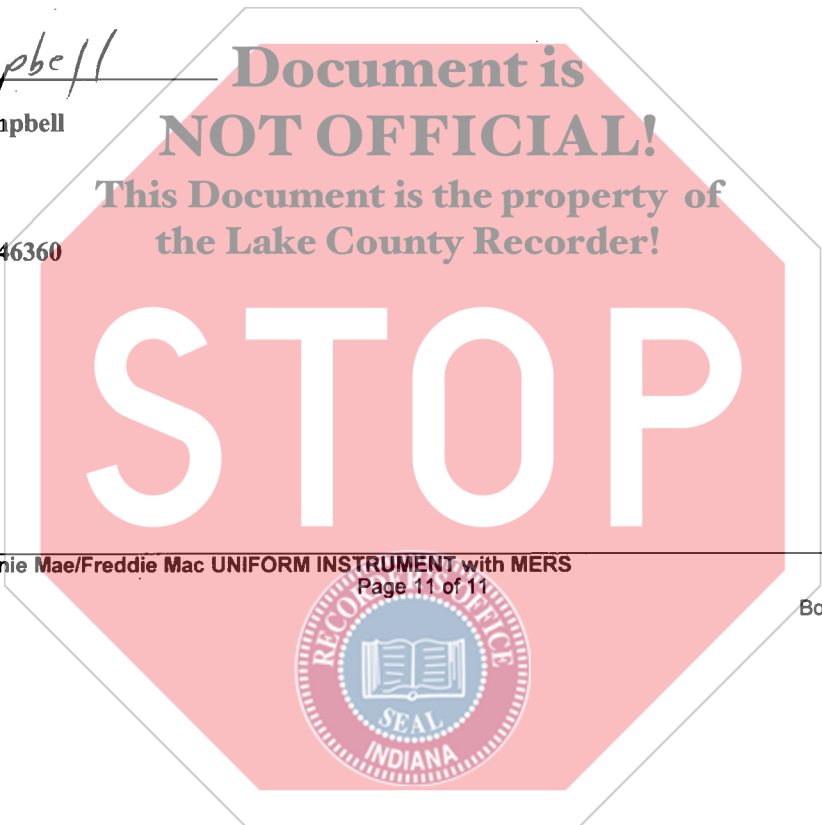 pbell
Document is
npbell
NOT OFFICIAL!
This Document is the property of
46360
the Lake County Recorder!
STOP
nie Mae/Freddie Mac UNIFORM INSTRUMENT with MERS
Page 11 of 11
Bo
RECORDER'S OFFICE
SEAL
INDIANA